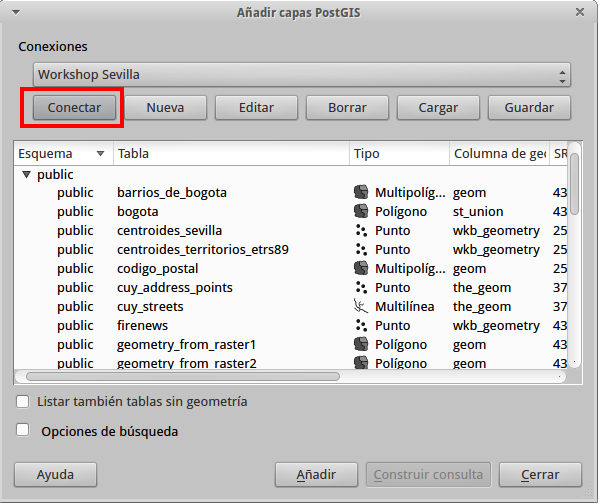 Añadir capas PostGIS
Conexiones
Workshop Sevilla
Conectar Nueva Editar Borrar Cargar Guardar
Esquema Tabla Tipo Columna de geo SR
public
public barrios_de_bogota Multipolíg... geom 43
public bogota Polígono st_union 43
public centroides_sevilla Punto wkb_geometry 25
public centroides_territorios_etrs89 Punto wkb_geometry 25
public codigo_postal Multipolíg... geom 25
public cuy_address_points Punto the_geom 37
public cuy_streets Multilínea the_geom 37
public firenews Punto wkb_geometry 43
public geometry_from_raster1 Polígono geom 43
public geometry_from_raster2 Polígono geom 43
Listar también tablas sin geometría
Opciones de búsqueda
Ayuda Añadir Construir consulta Cerrar